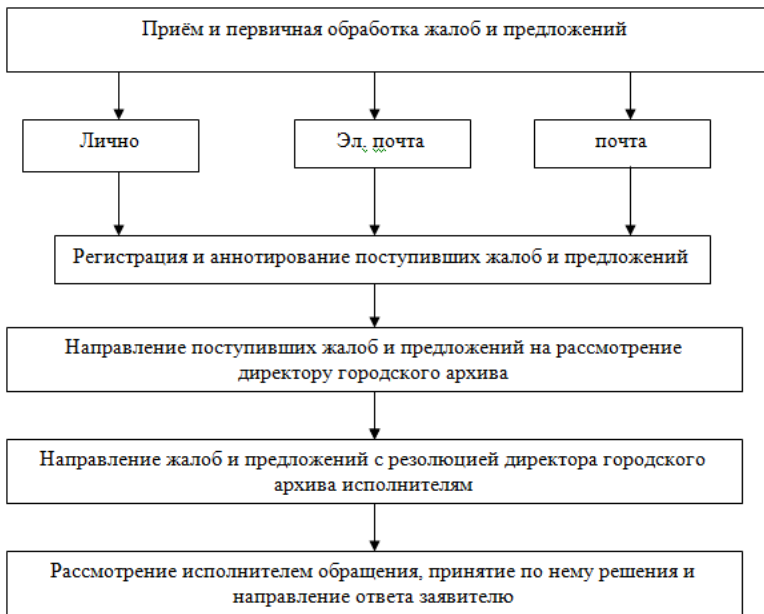 Приём и первичная обработка жалоб и предложений
Лично
Эл. почта
почта
Регистрация и аннотирование поступивших жалоб и предложений
Направление поступивших жалоб и предложений на рассмотрение
директору городского архива
Направление жалоб и предложений с резолюцией директора городского
архива исполнителям
Рассмотрение исполнителем обращения, принятие по нему решения и
направление ответа заявителю